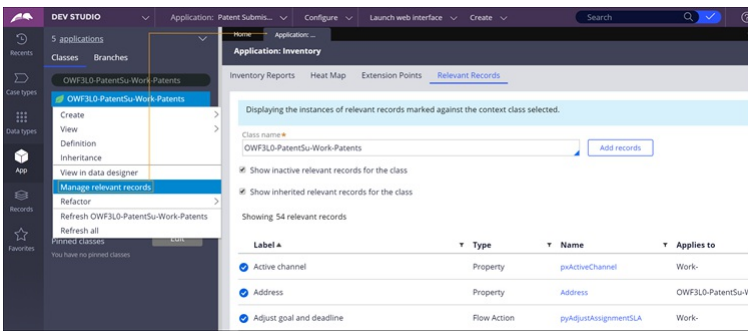 DEV STUDIO
Application: Patent Submis...
Configure
Launch web interface
Create
Search
Recents
Case types
Data types
App
Records
Favorites
5 applications
Classes Branches
OWF3L0-PatentSu-Work-Patents
OWF3L0-PatentSu-Work-Patents
Create
View
Definition
Inheritance
View in data designer
Manage relevant records
Refactor
Refresh OWF3L0-PatentSu-Work-Patents
Refresh all
Pinned classes
Edit
You have no pinned classes
Home Application: ...
Application: Inventory
Inventory Reports Heat Map Extension Points Relevant Records
Displaying the instances of relevant records marked against the context class selected.
Class name*
OWF3L0-PatentSu-Work-Patents
Add records
Show inactive relevant records for the class
Show inherited relevant records for the class
Showing 54 relevant records
Label Type Name Applies to
Active channel Property pxActiveChannel Work-
Address Property Address OWF3L0-PatentSu-W
Adjust goal and deadline Flow Action pyAdjustAssignmentSLA Work-